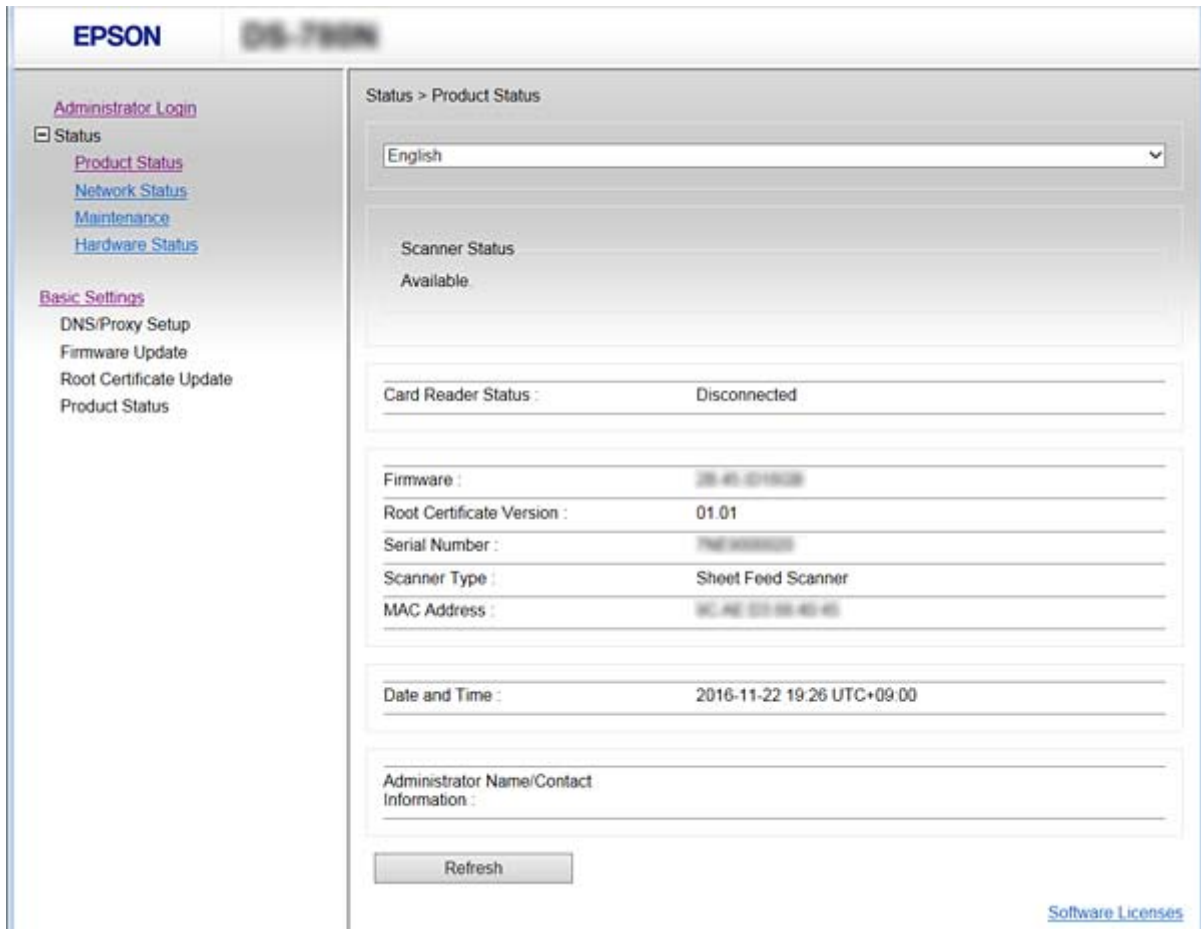 EPSON
Administrator Login
Status
Product Status
Network Status
Maintenance
Hardware Status
Basic Settings
DNS/Proxy Setup
Firmware Update
Root Certificate Update
Product Status
Status > Product Status
English
Scanner Status
Available.
Card Reader Status : Disconnected
Firmware :
Root Certificate Version : 01.01
Serial Number :
Scanner Type : Sheet Feed Scanner
MAC Address :
Date and Time : 2016-11-22 19:26 UTC+09:00
Administrator Name/Contact
Information :
Refresh
Software Licenses